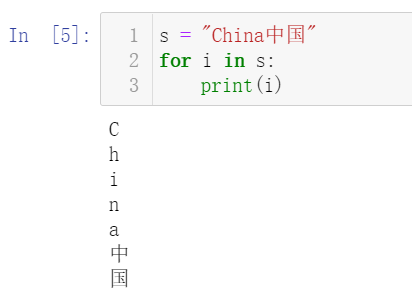 In [5]:
1 s = "China中国"
2 for i in s:
3     print(i)
C
h
i
n
a
中
国